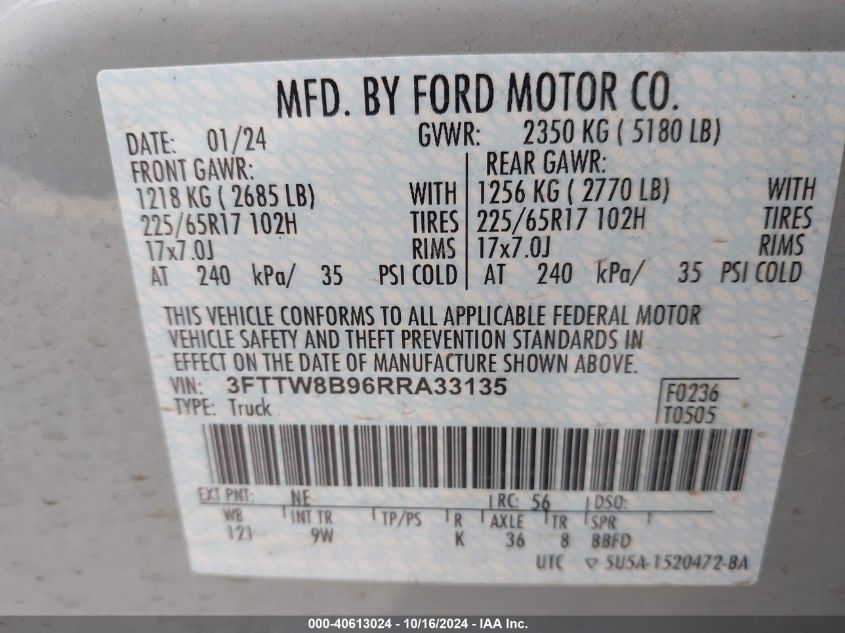 MFD. BY FORD MOTOR CO.
DATE: 01/24 GVWR: 2350 KG ( 5180 LB)
FRONT GAWR: REAR GAWR:
1218 KG ( 2685 LB) WITH 1256 KG ( 2770 LB) WITH
225/65R17 102H TIRES 225/65R17 102H TIRES
17x7.0J RIMS 17x7.0J RIMS
AT 240 kPa/ 35 PSI COLD AT 240 kPa/ 35 PSI COLD
THIS VEHICLE CONFORMS TO ALL APPLICABLE FEDERAL MOTOR
VEHICLE SAFETY AND THEFT PREVENTION STANDARDS IN
EFFECT ON THE DATE OF MANUFACTURE SHOWN ABOVE.
VIN: 3FTTW8B96RRA33135 F0236
TYPE: Truck T0505
EXT PNT: NE RC: 56 DSO:
WB INT TR TP/PS R AXLE TR SPR
121 9W K 36 8 BBFD
UTC ▽ 5U5A-1520472-BA
000-40613024 - 10/16/2024 - IAA Inc.